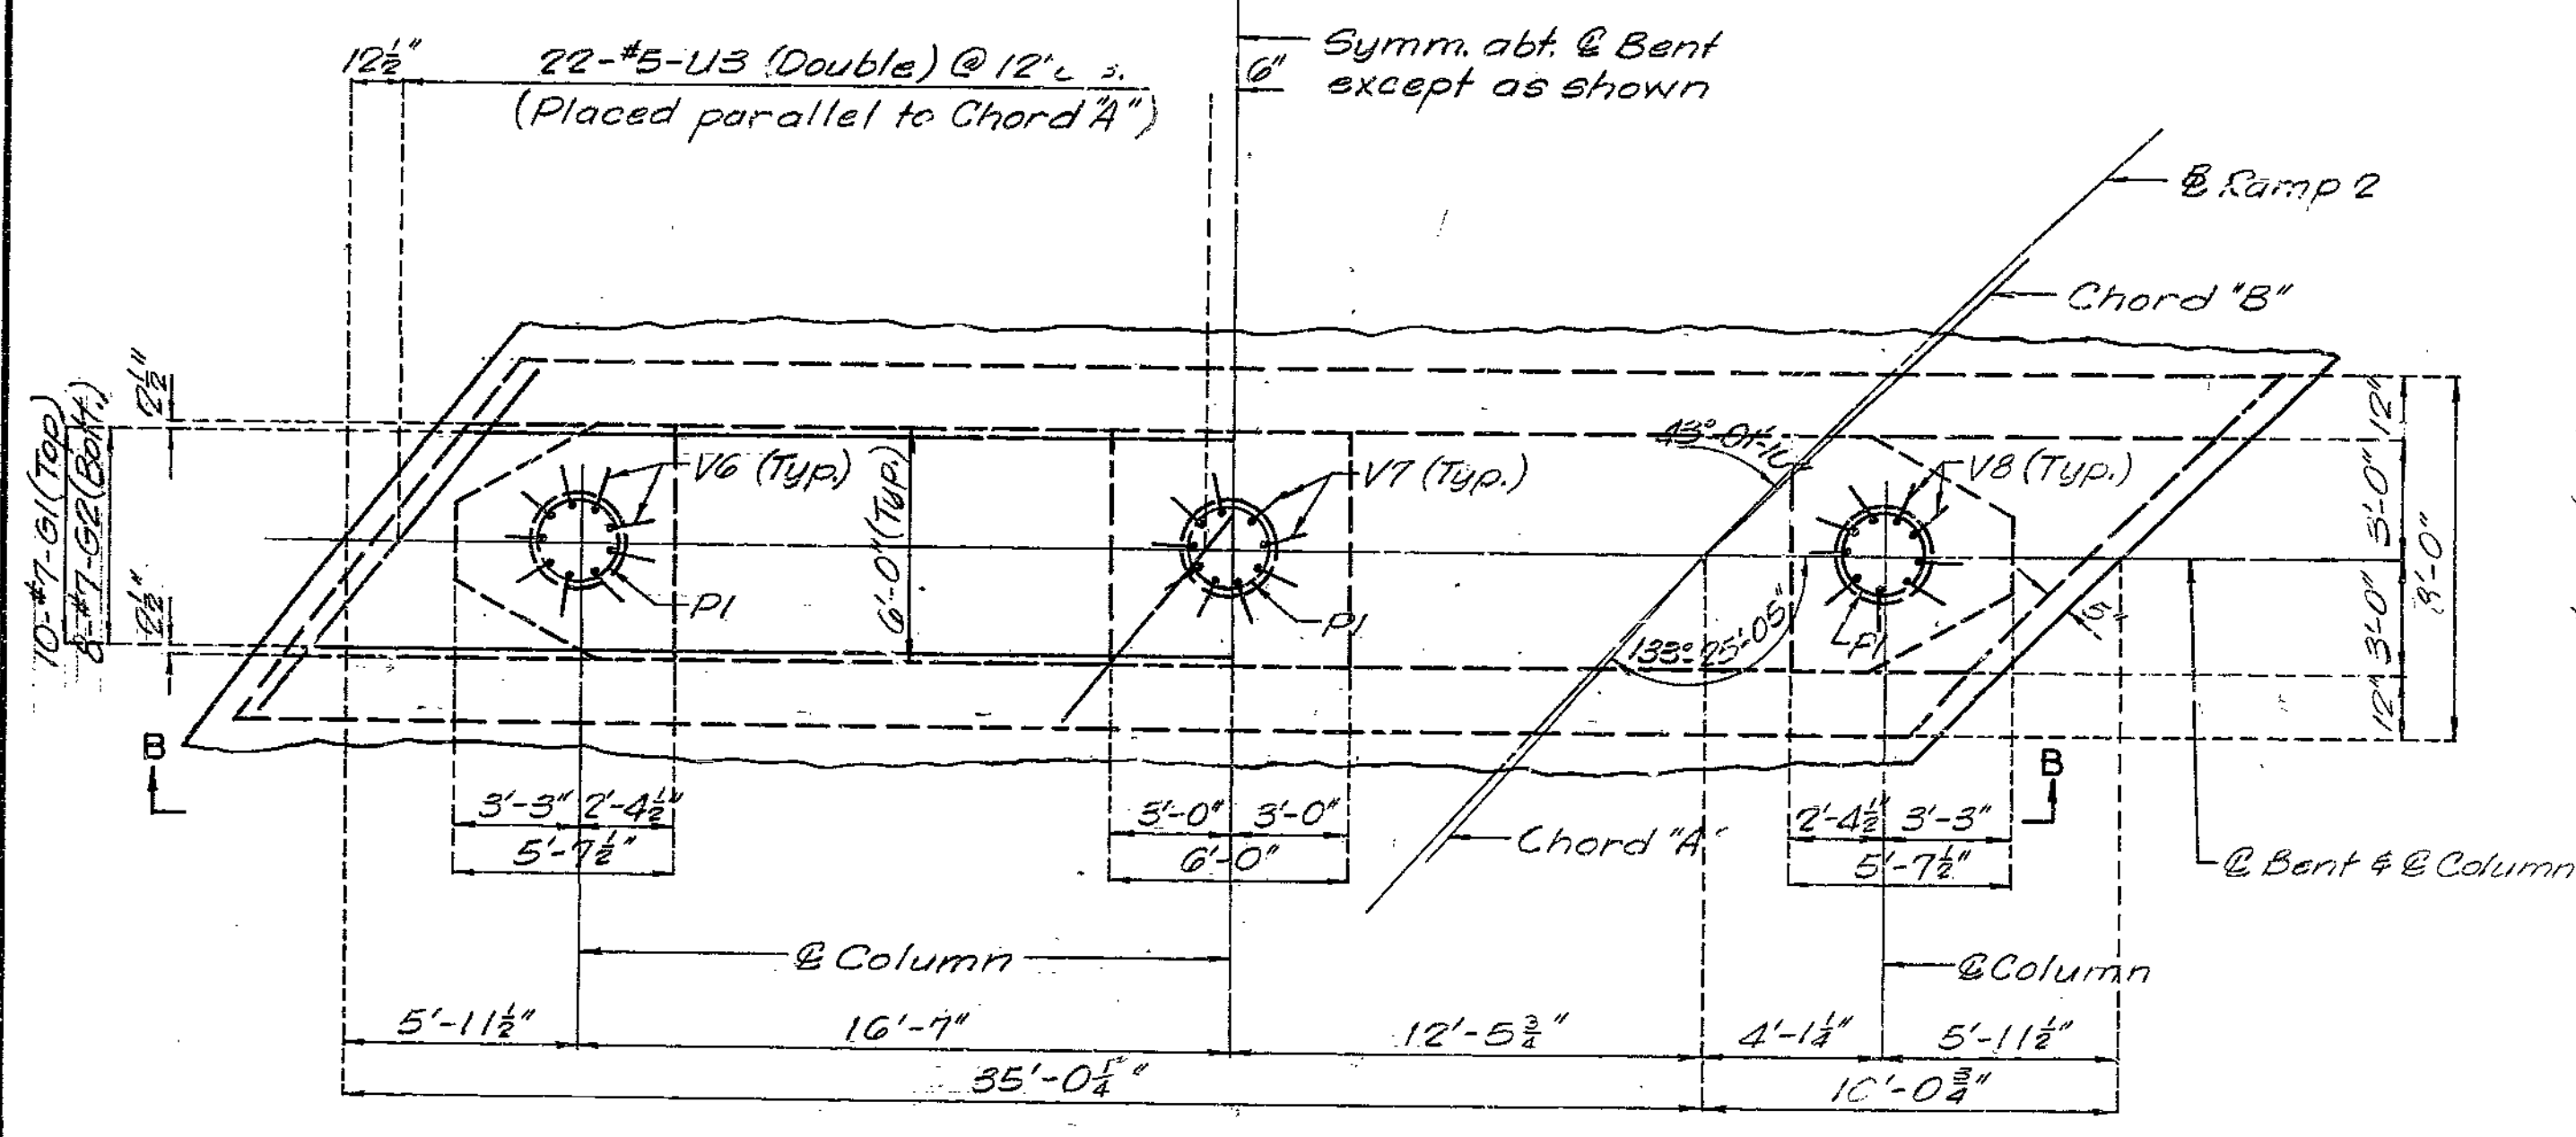 12½"
22-#5-U3 (Double) @ 12"
(Placed parallel to Chord "A")
6"
Symm. abt. ℄ Bent
except as shown
℄ Ramp 2
Chord "B"
10-#7-G1 (Top)
8-#7-G2 (Bott.)
2½"
2½"
V6 (Typ.)
P1
6'-0" (Typ.)
V7 (Typ.)
P1
43°-01'-10"
133°-25'-05"
V8 (Typ.)
P1
15"
12"
3'-0"
3'-0"
12"
8'-0"
B
B
3'-3"
2'-4½"
5'-7½"
3'-0"
3'-0"
6'-0"
Chord "A"
2'-4½"
3'-3"
5'-7½"
℄ Bent & ℄ Column
℄ Column
℄ Column
5'-11½"
16'-7"
12'-5¾"
4'-1¼"
5'-11½"
35'-0¼"
10'-0¾"